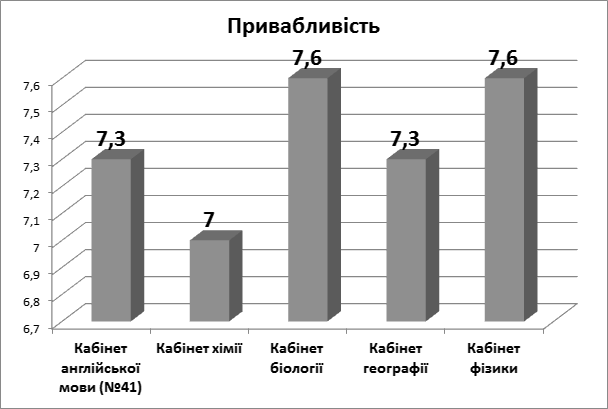 Привабливість
7,6
7,5
7,4
7,3
7,2
7,1
7
6,9
6,8
6,7
7,3
7
7,6
7,3
7,6
Кабінет
англійської
мови (№41)
Кабінет хімії
Кабінет
біології
Кабінет
географії
Кабінет
фізики